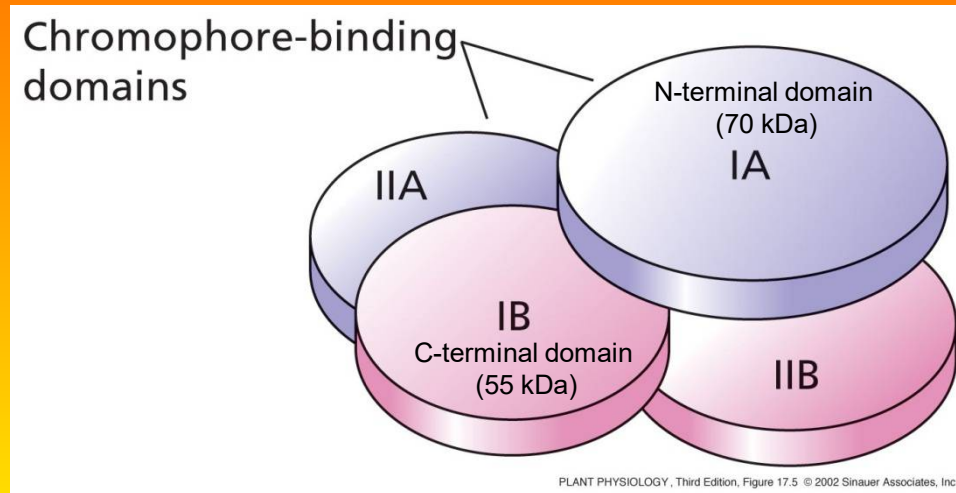 Chromophore-binding
domains
N-terminal domain
(70 kDa)
IA
IIA
IB
C-terminal domain
(55 kDa)
IIB
PLANT PHYSIOLOGY, Third Edition, Figure 17.5 © 2002 Sinauer Associates, Inc